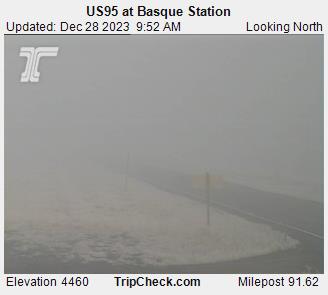 US95 at Basque Station
Updated: Dec 28 2023 9:52 AM Looking North
Elevation 4460 TripCheck.com Milepost 91.62